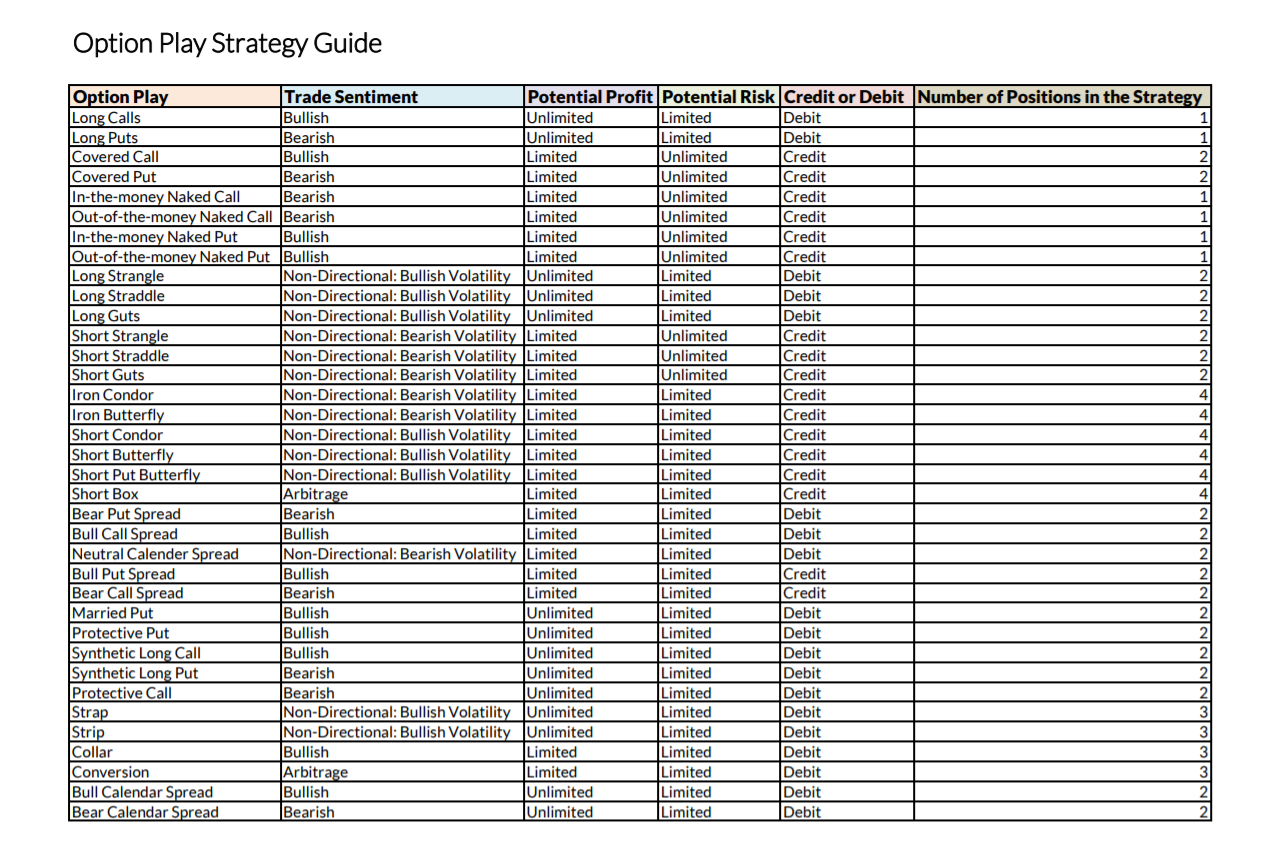 Option Play Strategy Guide
Option Play Trade Sentiment Potential Profit Potential Risk Credit or Debit Number of Positions in the Strategy
Long Calls Bullish Unlimited Limited Debit 1
Long Puts Bearish Unlimited Limited Debit 1
Covered Call Bullish Limited Unlimited Credit 2
Covered Put Bearish Limited Unlimited Credit 2
In-the-money Naked Call Bearish Limited Unlimited Credit 1
Out-of-the-money Naked Call Bearish Limited Unlimited Credit 1
In-the-money Naked Put Bullish Limited Unlimited Credit 1
Out-of-the-money Naked Put Bullish Limited Unlimited Credit 1
Long Strangle Non-Directional: Bullish Volatility Unlimited Limited Debit 2
Long Straddle Non-Directional: Bullish Volatility Unlimited Limited Debit 2
Long Guts Non-Directional: Bullish Volatility Unlimited Limited Debit 2
Short Strangle Non-Directional: Bearish Volatility Limited Unlimited Credit 2
Short Straddle Non-Directional: Bearish Volatility Limited Unlimited Credit 2
Short Guts Non-Directional: Bearish Volatility Limited Unlimited Credit 2
Iron Condor Non-Directional: Bearish Volatility Limited Limited Credit 4
Iron Butterfly Non-Directional: Bearish Volatility Limited Limited Credit 4
Short Condor Non-Directional: Bullish Volatility Limited Limited Credit 4
Short Butterfly Non-Directional: Bullish Volatility Limited Limited Credit 4
Short Put Butterfly Non-Directional: Bullish Volatility Limited Limited Credit 4
Short Box Arbitrage Limited Limited Credit 4
Bear Put Spread Bearish Limited Limited Debit 2
Bull Call Spread Bullish Limited Limited Debit 2
Neutral Calender Spread Non-Directional: Bearish Volatility Limited Limited Debit 2
Bull Put Spread Bullish Limited Limited Credit 2
Bear Call Spread Bearish Limited Limited Credit 2
Married Put Bullish Unlimited Limited Debit 2
Protective Put Bullish Unlimited Limited Debit 2
Synthetic Long Call Bullish Unlimited Limited Debit 2
Synthetic Long Put Bearish Unlimited Limited Debit 2
Protective Call Bearish Unlimited Limited Debit 2
Strap Non-Directional: Bullish Volatility Unlimited Limited Debit 3
Strip Non-Directional: Bullish Volatility Unlimited Limited Debit 3
Collar Bullish Limited Limited Debit 3
Conversion Arbitrage Limited Limited Debit 3
Bull Calendar Spread Bullish Unlimited Limited Debit 2
Bear Calendar Spread Bearish Unlimited Limited Debit 2